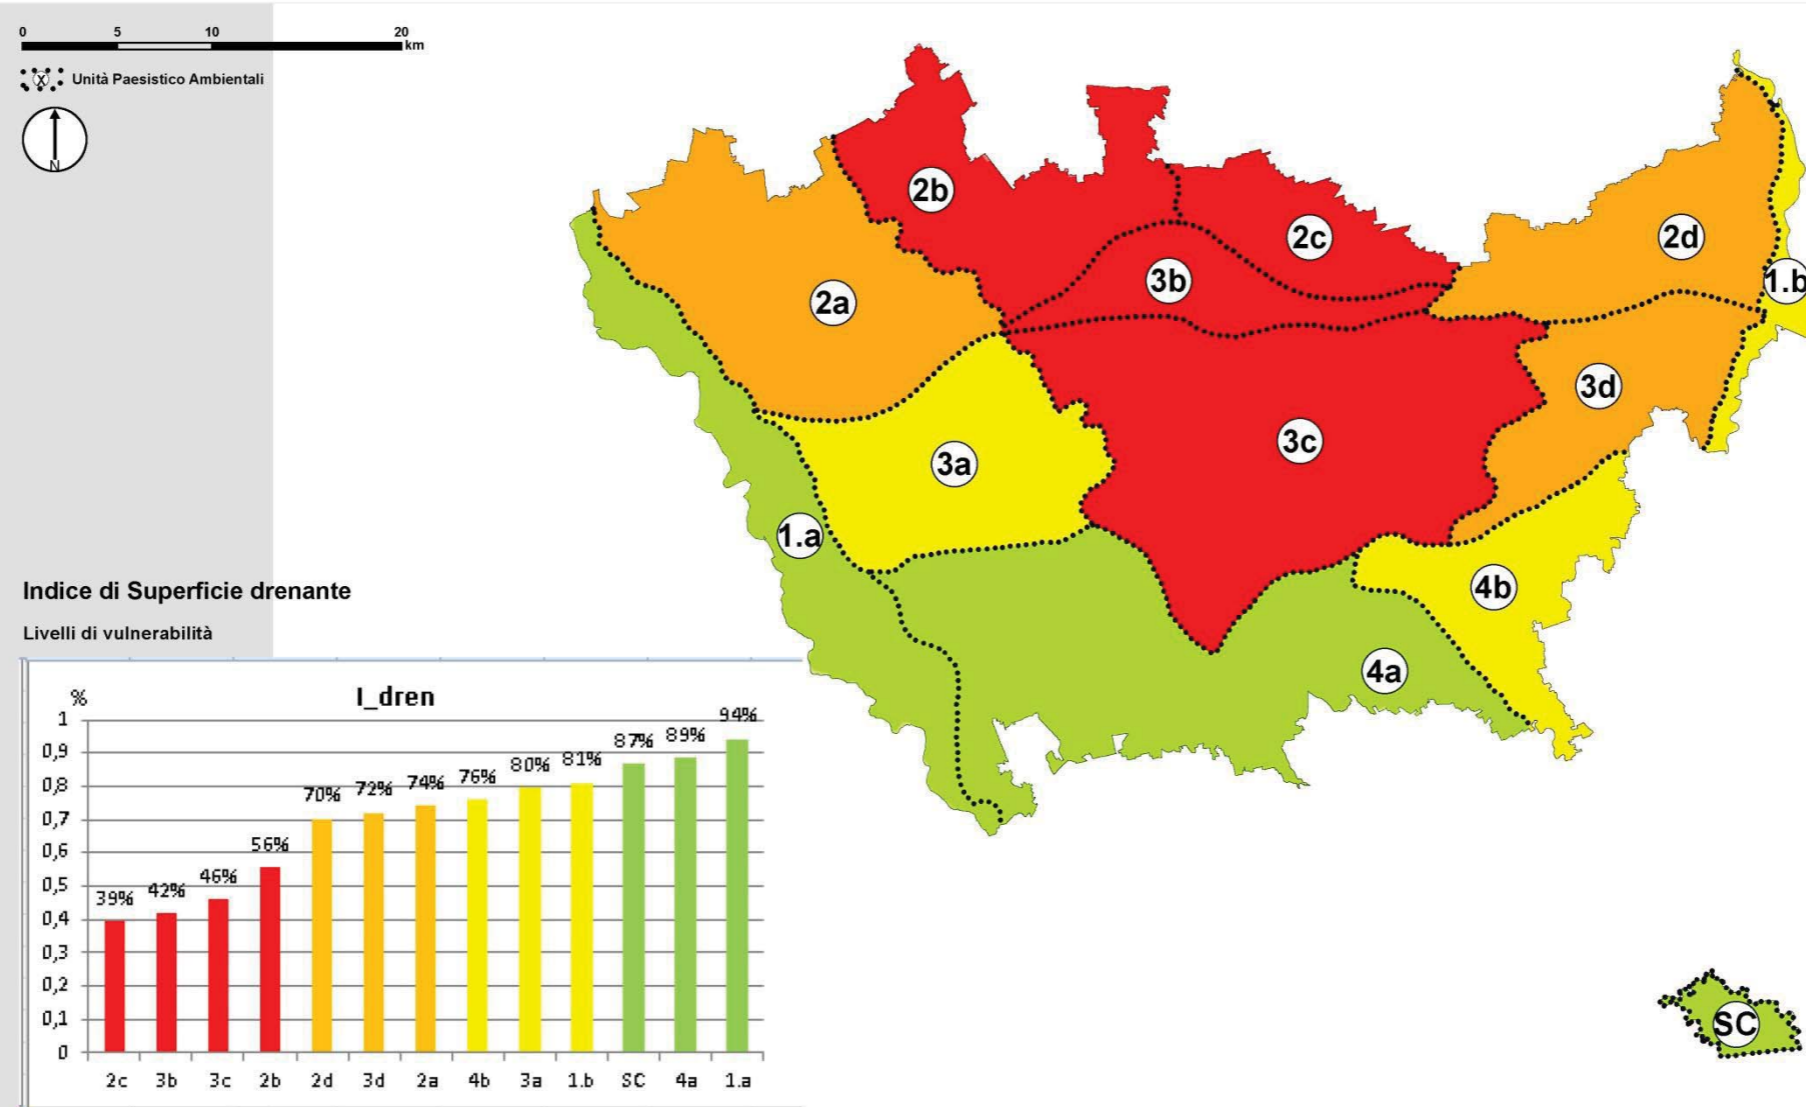 0 5 10 20
km
X Unità Paesistico Ambientali
N
2b
2c
2d
1.b
3b
2a
3d
3c
3a
1.a
4b
4a
SC
Indice di Superficie drenante
Livelli di vulnerabilità
% I_dren
1
0,9
0,8
0,7
0,6
0,5
0,4
0,3
0,2
0,1
0
39% 42% 46% 56% 70% 72% 74% 76% 80% 81% 87% 89% 94%
2c 3b 3c 2b 2d 3d 2a 4b 3a 1.b SC 4a 1.a